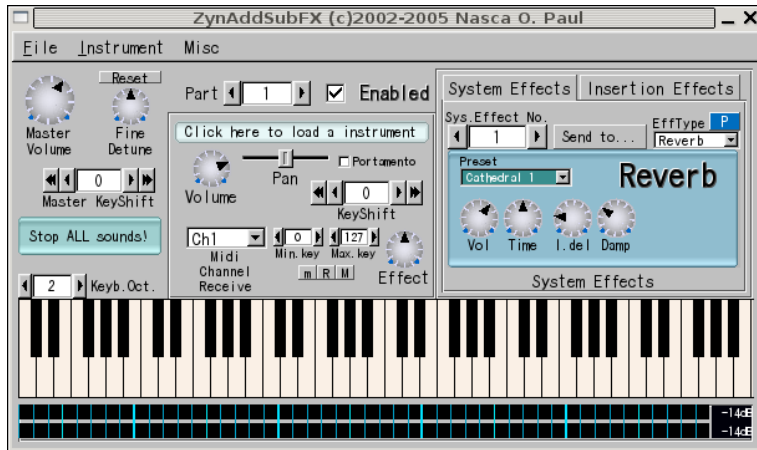 ZynAddSubFX (c)2002-2005 Nasca O. Paul
File Instrument Misc
Reset
Master Volume
Fine Detune
0
Master KeyShift
Stop ALL sounds!
2 Keyb.Oct.
Part 1 Enabled
Click here to load a instrument
Volume
Pan
Portamento
0
KeyShift
Ch1
Midi
Channel
Receive
0
Min.key
127
Max.key
m R M
Effect
System Effects Insertion Effects
Sys.Effect No.
1
Send to...
EffType P
Reverb
Preset
Cathedral 1
Reverb
Vol Time I.del Damp
System Effects
-14dB
-14dB